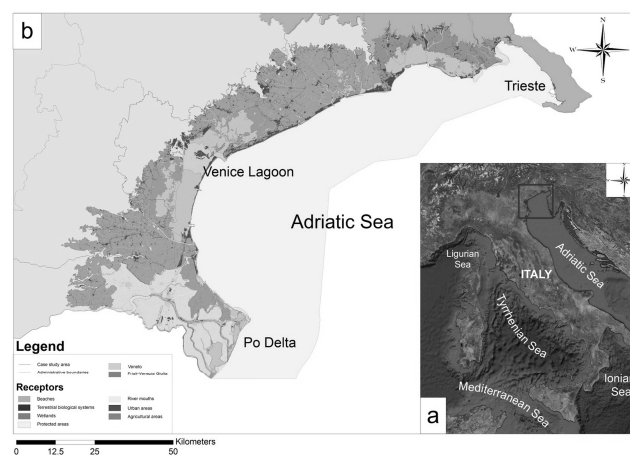 b
N
W E
S
Trieste
Venice Lagoon
Adriatic Sea
Po Delta
Legend
Case study area
Administrative boundaries
Veneto
Friuli-Venezia Giulia
Receptors
Beaches
Terrestrial biological systems
Wetlands
Protected areas
River mouths
Urban areas
Agricultural areas
Kilometers
0 12.5 25 50
Ligurian
Sea
ITALY
Adriatic Sea
Tyrrhenian Sea
Ionian
Sea
Mediterranean Sea
a